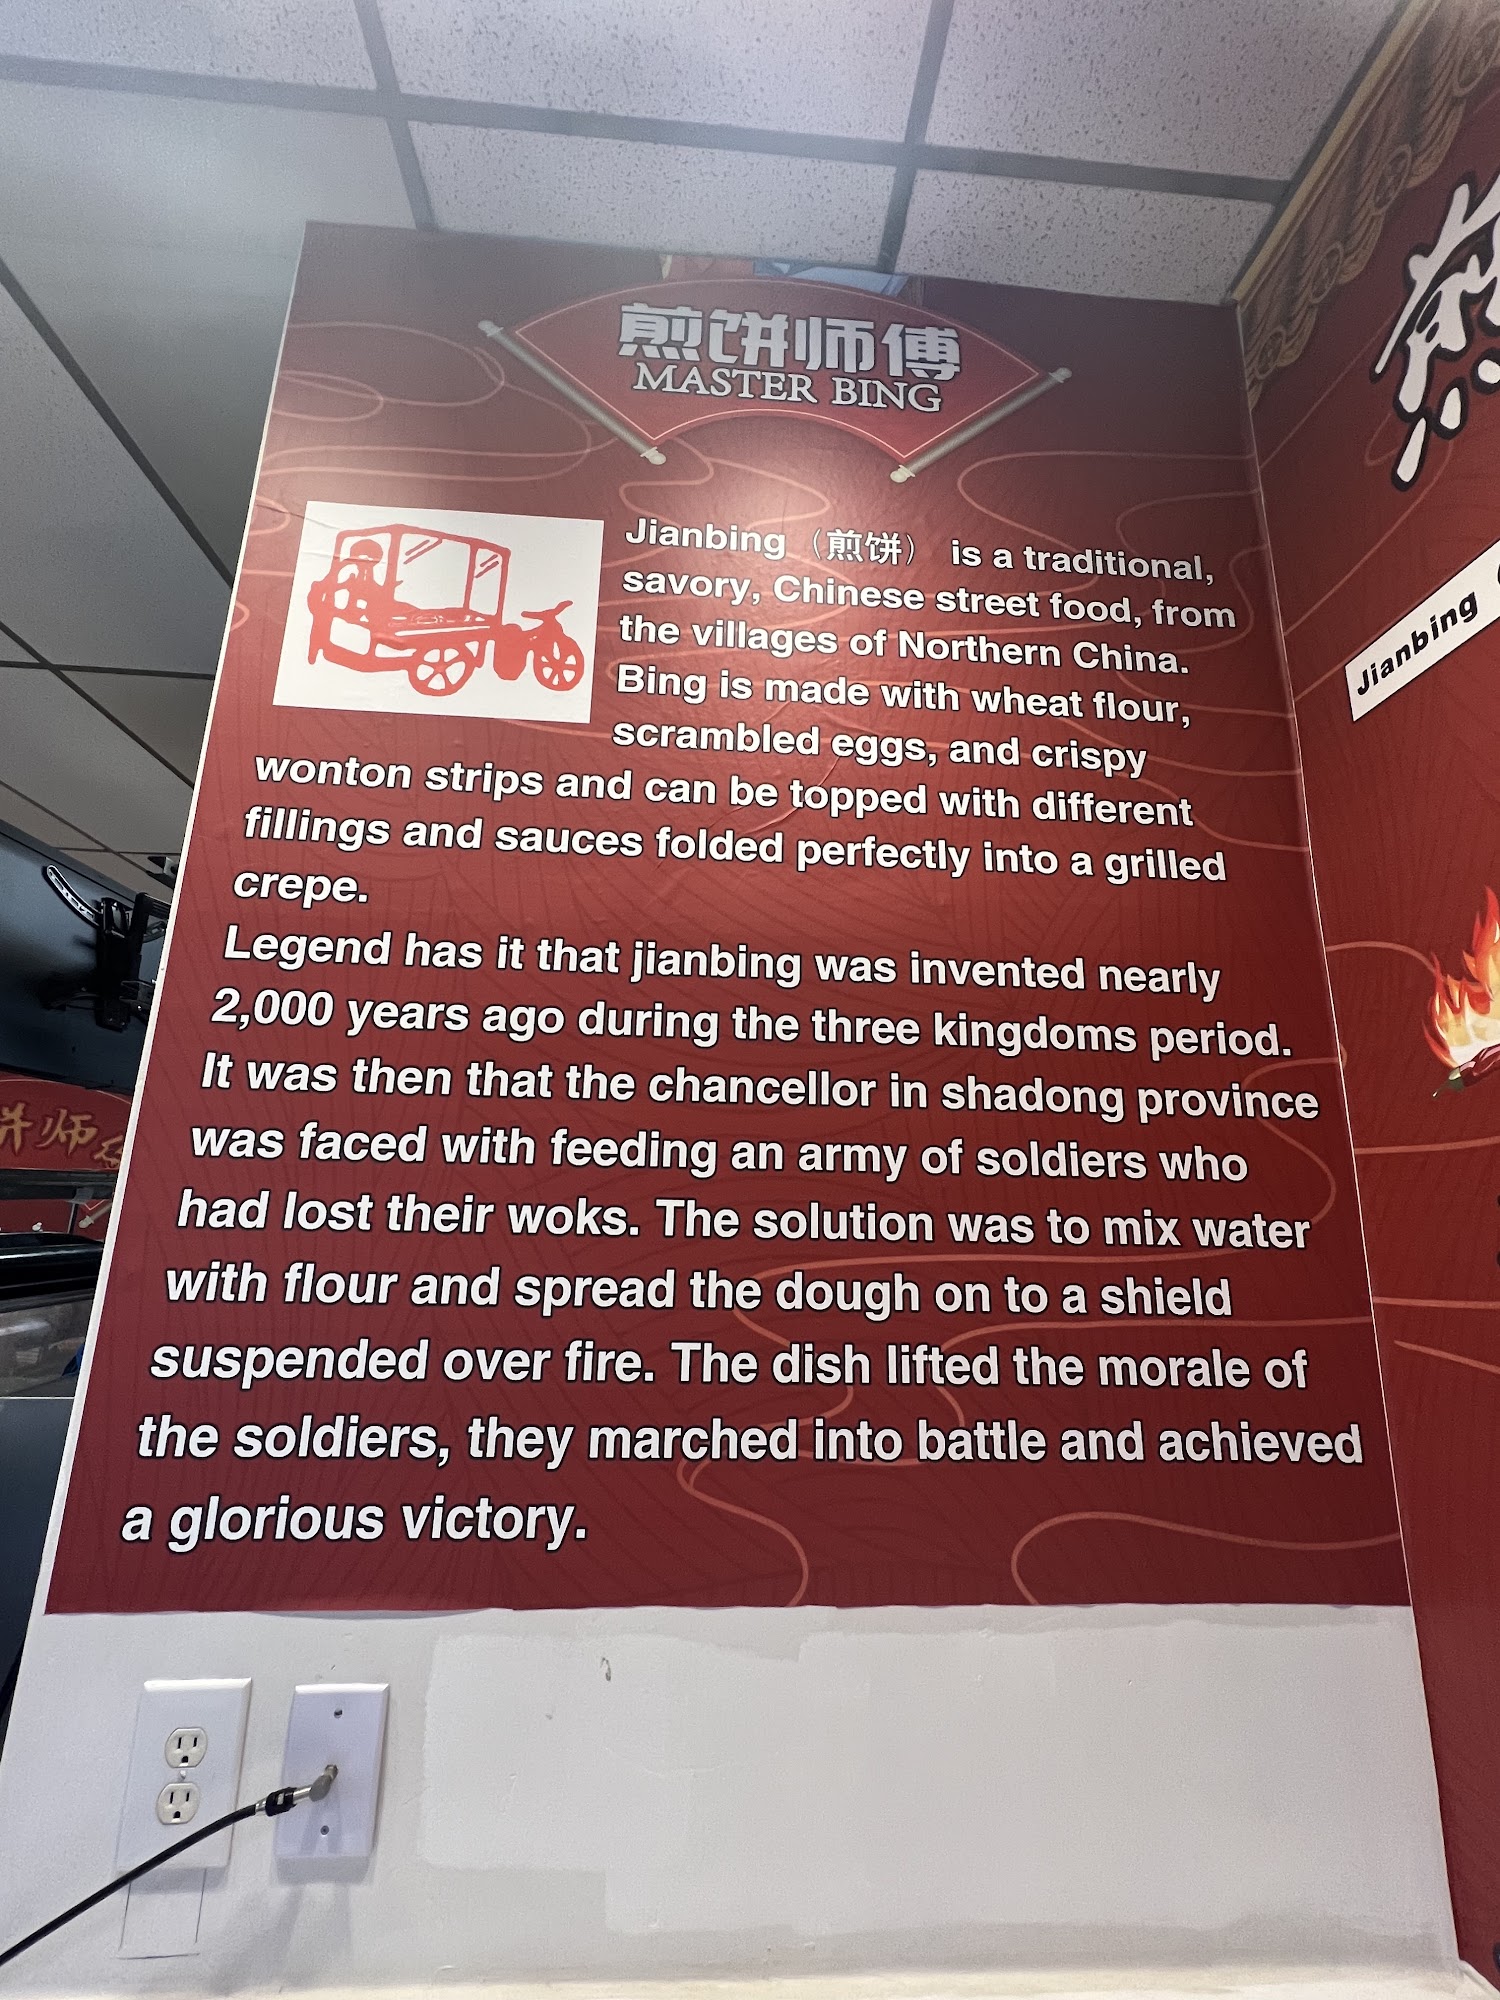 煎饼师傅
MASTER BING
Jianbing （煎饼） is a traditional,
savory, Chinese street food, from
the villages of Northern China.
Bing is made with wheat flour,
scrambled eggs, and crispy
wonton strips and can be topped with different
fillings and sauces folded perfectly into a grilled
crepe.
Legend has it that jianbing was invented nearly
2,000 years ago during the three kingdoms period.
It was then that the chancellor in shadong province
was faced with feeding an army of soldiers who
had lost their woks. The solution was to mix water
with flour and spread the dough on to a shield
suspended over fire. The dish lifted the morale of
the soldiers, they marched into battle and achieved
a glorious victory.
Jianbing
饼师